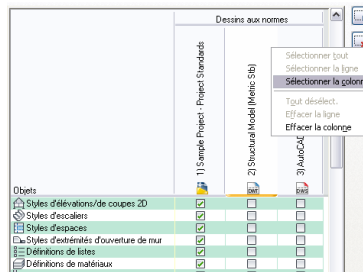 Dessins aux normes
1) Sample Project - Project Standards
2) Structural Model (Metric Stb)
3) AutoCAD
Sélectionner tout
Sélectionner la ligne
Sélectionner la colonn
Tout désélect.
Effacer la ligne
Effacer la colonne
Objets
Styles d'élévations/de coupes 2D
Styles d'escaliers
Styles d'espaces
Styles d'extrémités d'ouverture de mur
Définitions de listes
Définitions de matériaux